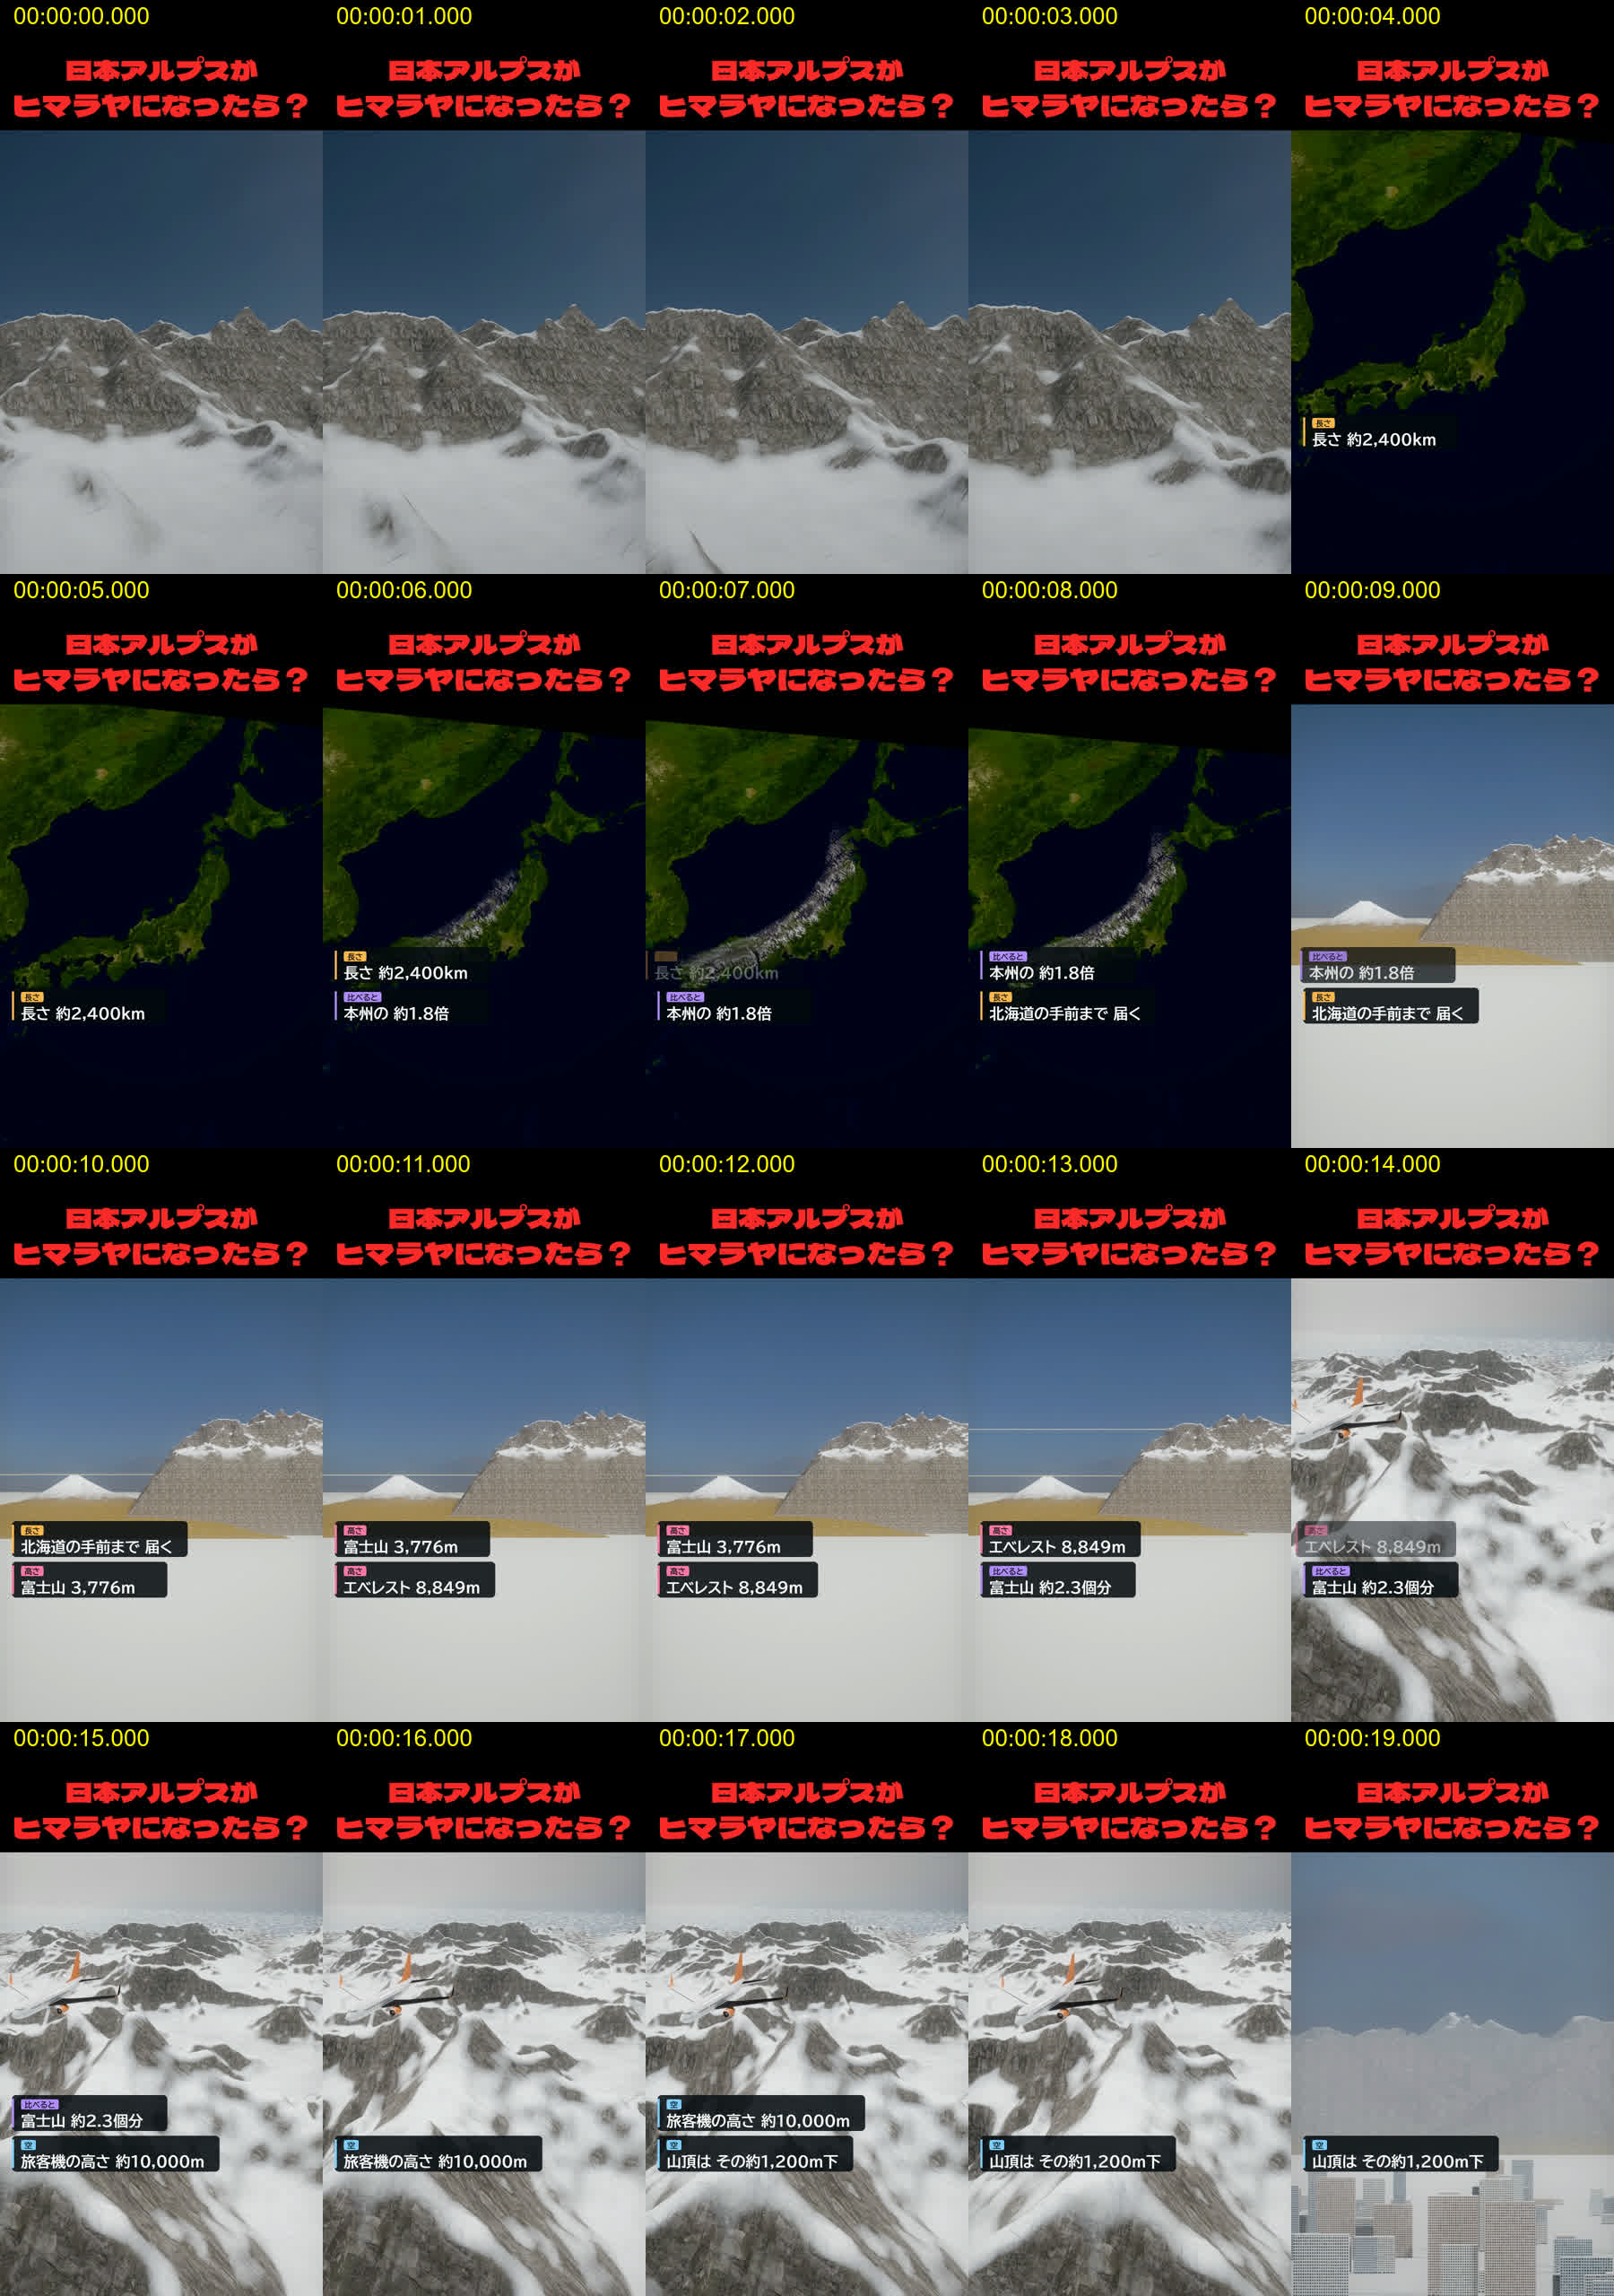 00:00:00.000
日本アルプスが
ヒマラヤになったら？
00:00:01.000
日本アルプスが
ヒマラヤになったら？
00:00:02.000
日本アルプスが
ヒマラヤになったら？
00:00:03.000
日本アルプスが
ヒマラヤになったら？
00:00:04.000
日本アルプスが
ヒマラヤになったら？
長さ
長さ 約2,400km
00:00:05.000
日本アルプスが
ヒマラヤになったら？
長さ
長さ 約2,400km
00:00:06.000
日本アルプスが
ヒマラヤになったら？
長さ
長さ 約2,400km
比べると
本州の 約1.8倍
00:00:07.000
日本アルプスが
ヒマラヤになったら？
長さ 約2,400km
比べると
本州の 約1.8倍
00:00:08.000
日本アルプスが
ヒマラヤになったら？
比べると
本州の 約1.8倍
長さ
北海道の手前まで 届く
00:00:09.000
日本アルプスが
ヒマラヤになったら？
比べると
本州の 約1.8倍
長さ
北海道の手前まで 届く
00:00:10.000
日本アルプスが
ヒマラヤになったら？
長さ
北海道の手前まで 届く
高さ
富士山 3,776m
00:00:11.000
日本アルプスが
ヒマラヤになったら？
高さ
富士山 3,776m
高さ
エベレスト 8,849m
00:00:12.000
日本アルプスが
ヒマラヤになったら？
高さ
富士山 3,776m
高さ
エベレスト 8,849m
00:00:13.000
日本アルプスが
ヒマラヤになったら？
高さ
エベレスト 8,849m
比べると
富士山 約2.3個分
00:00:14.000
日本アルプスが
ヒマラヤになったら？
高さ
エベレスト 8,849m
比べると
富士山 約2.3個分
00:00:15.000
日本アルプスが
ヒマラヤになったら？
比べると
富士山 約2.3個分
空
旅客機の高さ 約10,000m
00:00:16.000
日本アルプスが
ヒマラヤになったら？
空
旅客機の高さ 約10,000m
00:00:17.000
日本アルプスが
ヒマラヤになったら？
空
旅客機の高さ 約10,000m
空
山頂は その約1,200m下
00:00:18.000
日本アルプスが
ヒマラヤになったら？
空
山頂は その約1,200m下
00:00:19.000
日本アルプスが
ヒマラヤになったら？
空
山頂は その約1,200m下